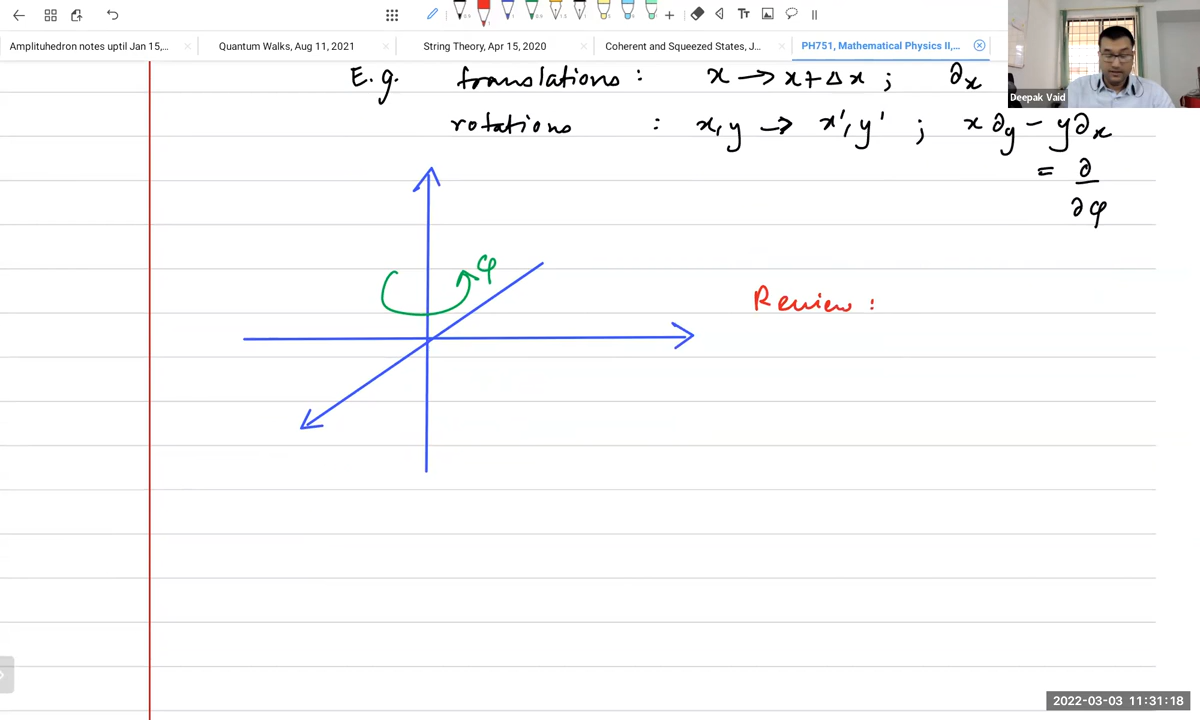 Amplituhedron notes uptil Jan 15,...
Quantum Walks, Aug 11, 2021
String Theory, Apr 15, 2020
Coherent and Squeezed States, J...
PH751, Mathematical Physics II,...
Deepak Vaid
E.g. translations : x → x + Δx ; ∂x
rotations : x, y → x', y' ; x ∂y − y ∂x
= ∂
∂φ
φ
Review :
2022-03-03 11:31:18